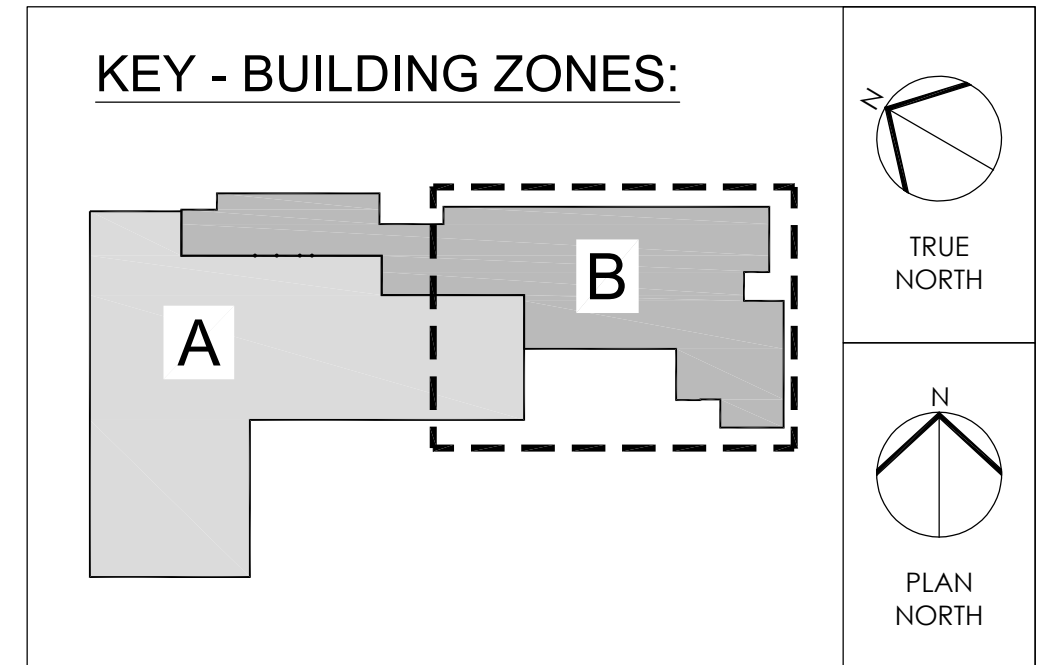 KEY - BUILDING ZONES:
A
B
N
TRUE
NORTH
N
PLAN
NORTH